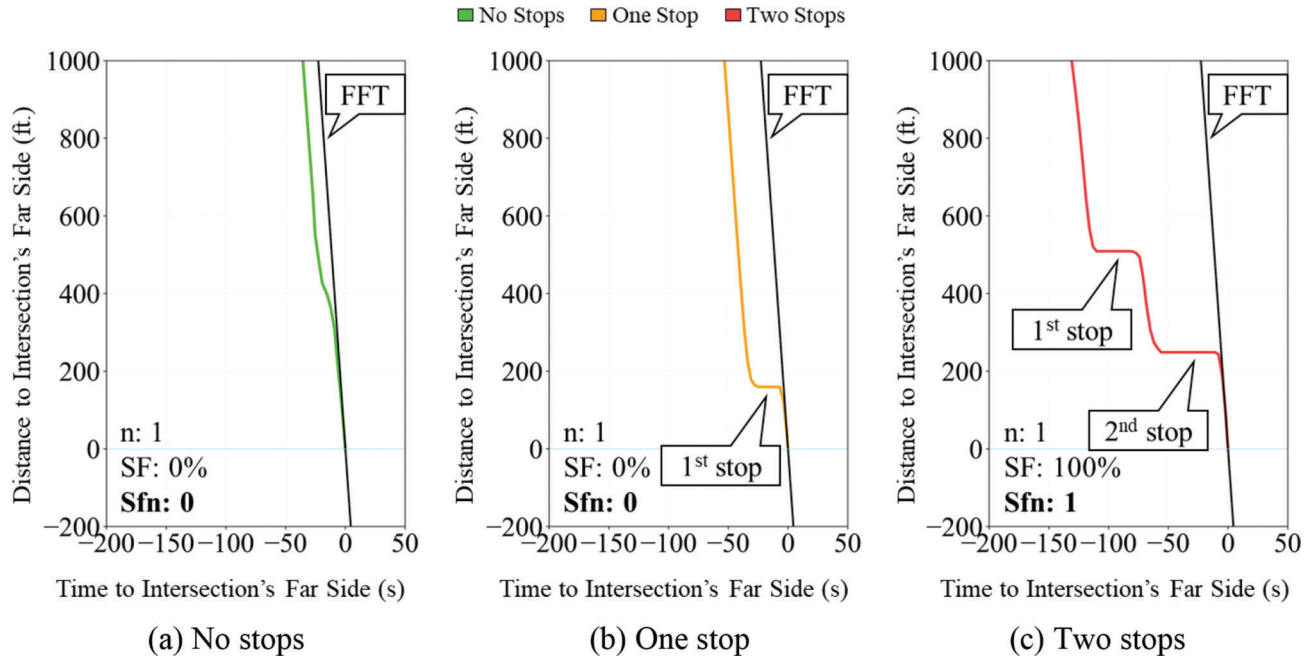 No Stops One Stop Two Stops
Distance to Intersection's Far Side (ft.)
1000
800
600
400
200
0
−200
FFT
n: 1
SF: 0%
Sfn: 0
−200 −150 −100 −50 0 50
Time to Intersection's Far Side (s)
(a) No stops
Distance to Intersection's Far Side (ft.)
1000
800
600
400
200
0
−200
FFT
1st stop
n: 1
SF: 0%
Sfn: 0
−200 −150 −100 −50 0 50
Time to Intersection's Far Side (s)
(b) One stop
Distance to Intersection's Far Side (ft.)
1000
800
600
400
200
0
−200
FFT
1st stop
2nd stop
n: 1
SF: 100%
Sfn: 1
−200 −150 −100 −50 0 50
Time to Intersection's Far Side (s)
(c) Two stops